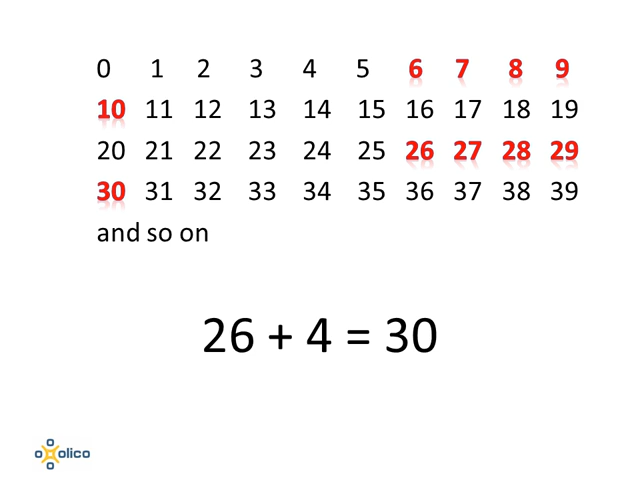 0 1 2 3 4 5 6 7 8 9
10 11 12 13 14 15 16 17 18 19
20 21 22 23 24 25 26 27 28 29
30 31 32 33 34 35 36 37 38 39
and so on
26 + 4 = 30
olico